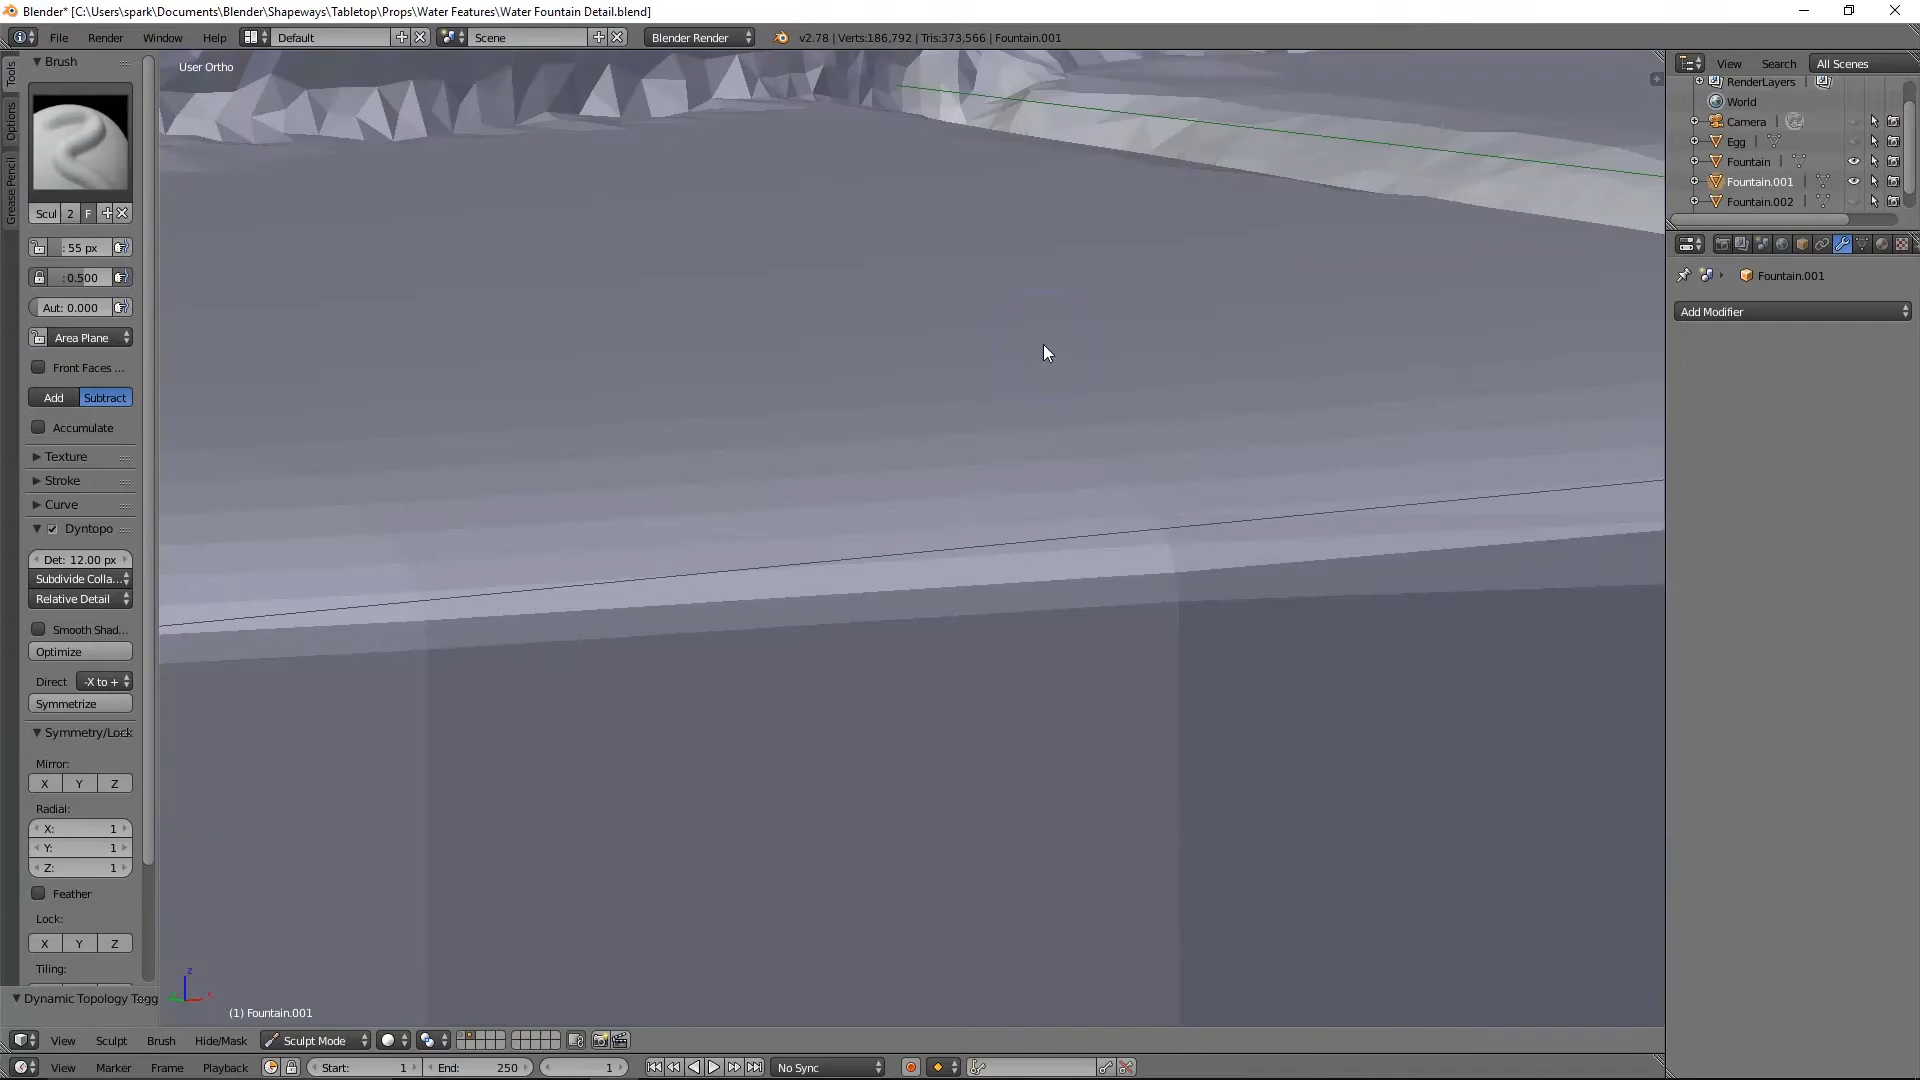 Blender* [C:\Users\spark\Documents\Blender\Shapeways\Tabletop\Props\Water Features\Water Fountain Detail.blend]
File Render Window Help Default Scene Blender Render v2.78 | Verts:186,792 | Tris:373,566 | Fountain.001
Tools
Options
Grease Pencil
Brush
Scul 2 F
: 55 px
: 0.500
Aut: 0.000
Area Plane
Front Faces ...
Add Subtract
Accumulate
Texture
Stroke
Curve
Dyntopo
Det: 12.00 px
Subdivide Colla...
Relative Detail
Smooth Shad...
Optimize
Direct -X to +
Symmetrize
Symmetry/Lock
Mirror:
X Y Z
Radial:
X: 1
Y: 1
Z: 1
Feather
Lock:
X Y Z
Tiling:
Dynamic Topology Togg
User Ortho
z
(1) Fountain.001
View Search All Scenes
RenderLayers
World
Camera
Egg
Fountain
Fountain.001
Fountain.002
Fountain.001
Add Modifier
View Sculpt Brush Hide/Mask Sculpt Mode
View Marker Frame Playback Start: 1 End: 250 1 No Sync